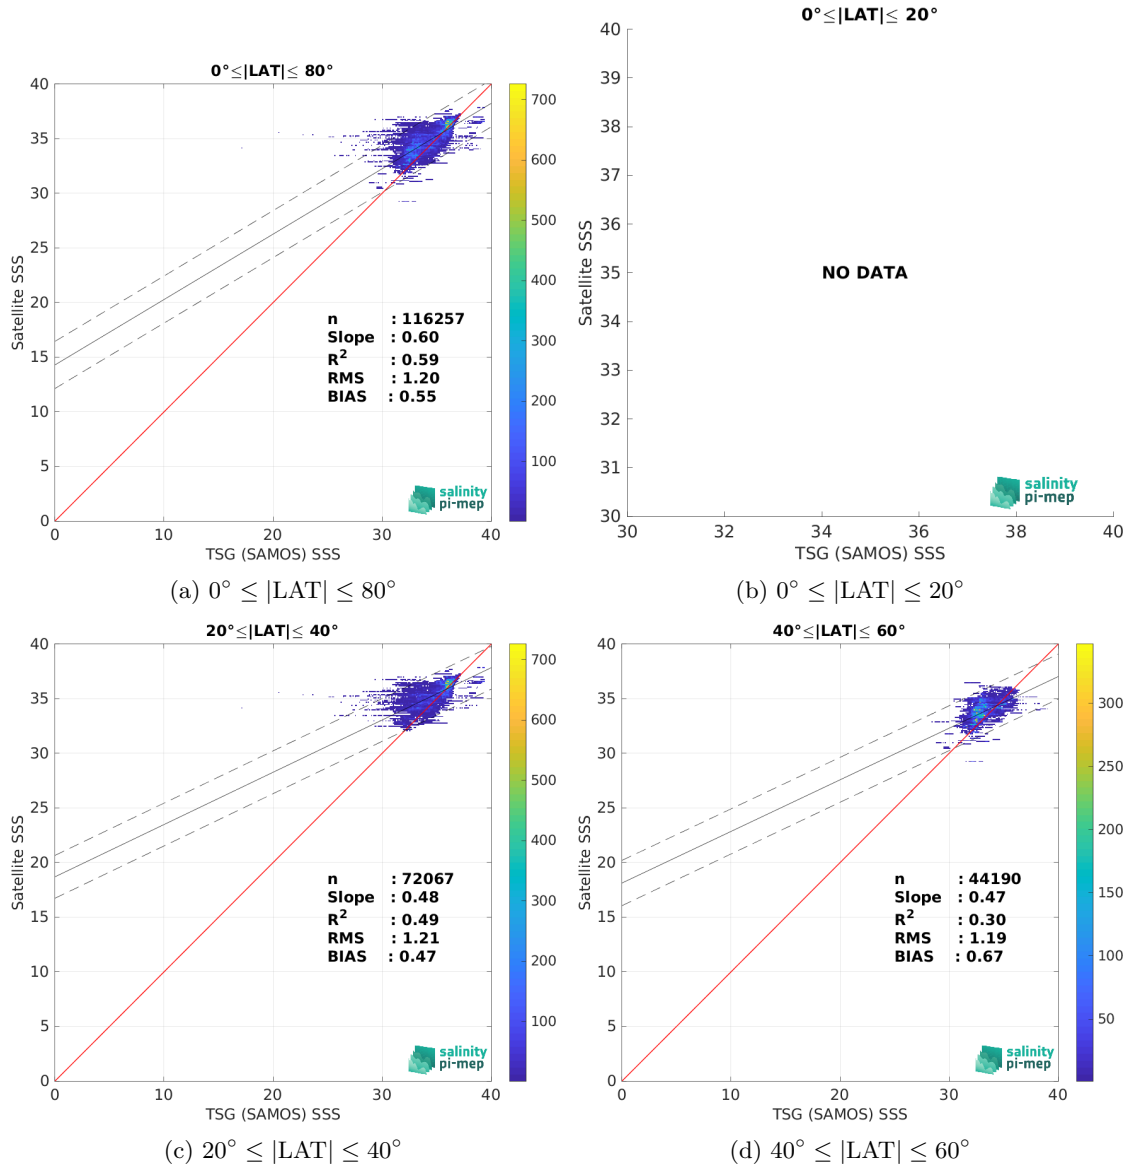 0°≤|LAT|≤ 80°
40
35
30
25
20
15
10
5
0
Satellite SSS
0
10
20
30
40
TSG (SAMOS) SSS
700
600
500
400
300
200
100
n : 116257
Slope : 0.60
R² : 0.59
RMS : 1.20
BIAS : 0.55
salinity
pi-mep
(a) 0° ≤ |LAT| ≤ 80°
0°≤|LAT|≤ 20°
40
39
38
37
36
35
34
33
32
31
30
Satellite SSS
NO DATA
30
32
34
36
38
40
TSG (SAMOS) SSS
salinity
pi-mep
(b) 0° ≤ |LAT| ≤ 20°
20°≤|LAT|≤ 40°
40
35
30
25
20
15
10
5
0
Satellite SSS
0
10
20
30
40
TSG (SAMOS) SSS
700
600
500
400
300
200
100
n : 72067
Slope : 0.48
R² : 0.49
RMS : 1.21
BIAS : 0.47
salinity
pi-mep
(c) 20° ≤ |LAT| ≤ 40°
40°≤|LAT|≤ 60°
40
35
30
25
20
15
10
5
0
Satellite SSS
0
10
20
30
40
TSG (SAMOS) SSS
300
250
200
150
100
50
n : 44190
Slope : 0.47
R² : 0.30
RMS : 1.19
BIAS : 0.67
salinity
pi-mep
(d) 40° ≤ |LAT| ≤ 60°